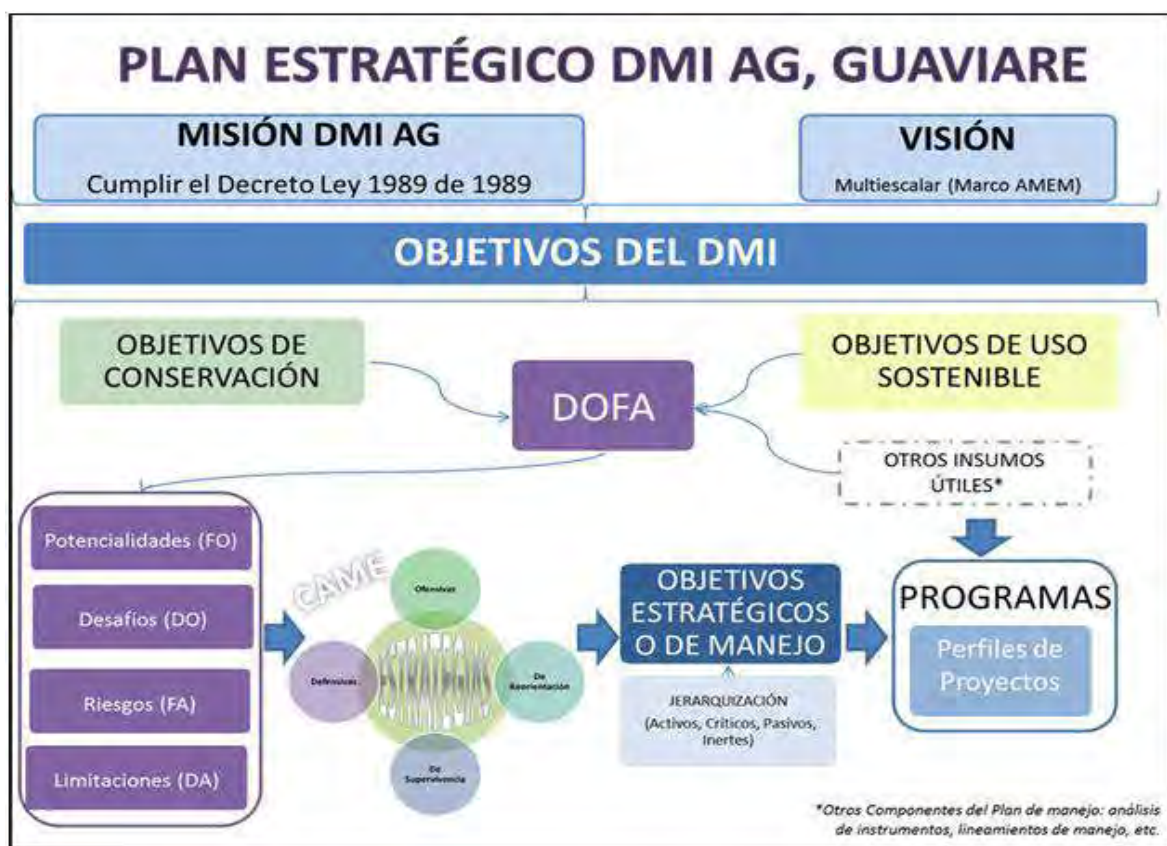 PLAN ESTRATÉGICO DMI AG, GUAVIARE
MISIÓN DMI AG
Cumplir el Decreto Ley 1989 de 1989
VISIÓN
Multiescalar (Marco AMEM)
OBJETIVOS DEL DMI
OBJETIVOS DE
CONSERVACIÓN
DOFA
OBJETIVOS DE USO
SOSTENIBLE
OTROS INSUMOS
ÚTILES*
Potencialidades (FO)
Desafíos (DO)
Riesgos (FA)
Limitaciones (DA)
CAME
Ofensivas
Defensivas
De
Reorientación
De
Supervivencia
OBJETIVOS
ESTRATÉGICOS
O DE MANEJO
JERARQUIZACIÓN
(Activos, Críticos, Pasivos,
Inertes)
PROGRAMAS
Perfiles de
Proyectos
*Otros Componentes del Plan de manejo: análisis
de instrumentos, lineamientos de manejo, etc.